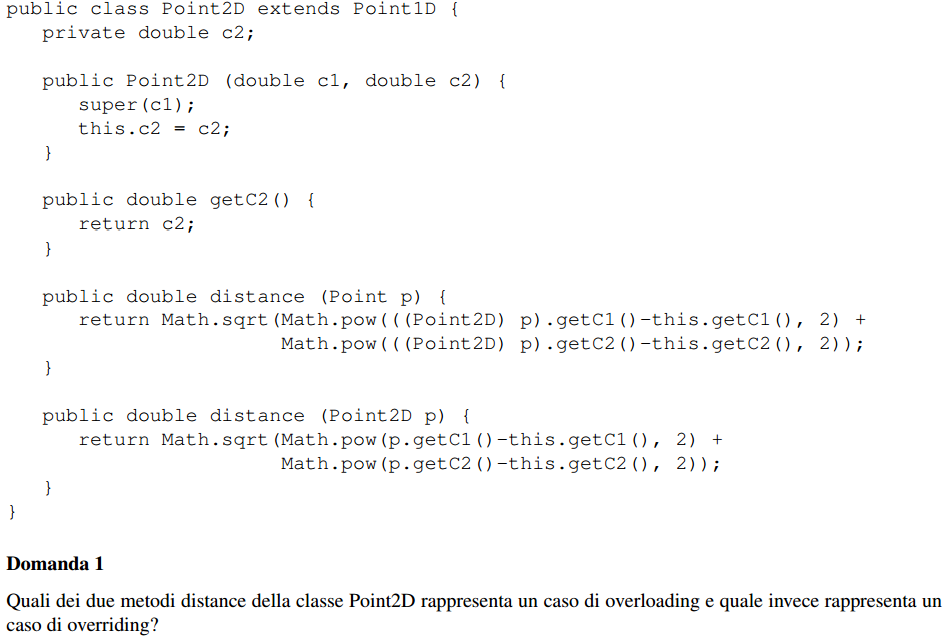 public class Point2D extends Point1D {
private double c2;
public Point2D (double c1, double c2) {
super(c1);
this.c2 = c2;
}
public double getC2() {
return c2;
}
public double distance (Point p) {
return Math.sqrt(Math.pow(((Point2D) p).getC1()-this.getC1(), 2) +
Math.pow(((Point2D) p).getC2()-this.getC2(), 2));
}
public double distance (Point2D p) {
return Math.sqrt(Math.pow(p.getC1()-this.getC1(), 2) +
Math.pow(p.getC2()-this.getC2(), 2));
}
}
Domanda 1
Quali dei due metodi distance della classe Point2D rappresenta un caso di overloading e quale invece rappresenta un
caso di overriding?